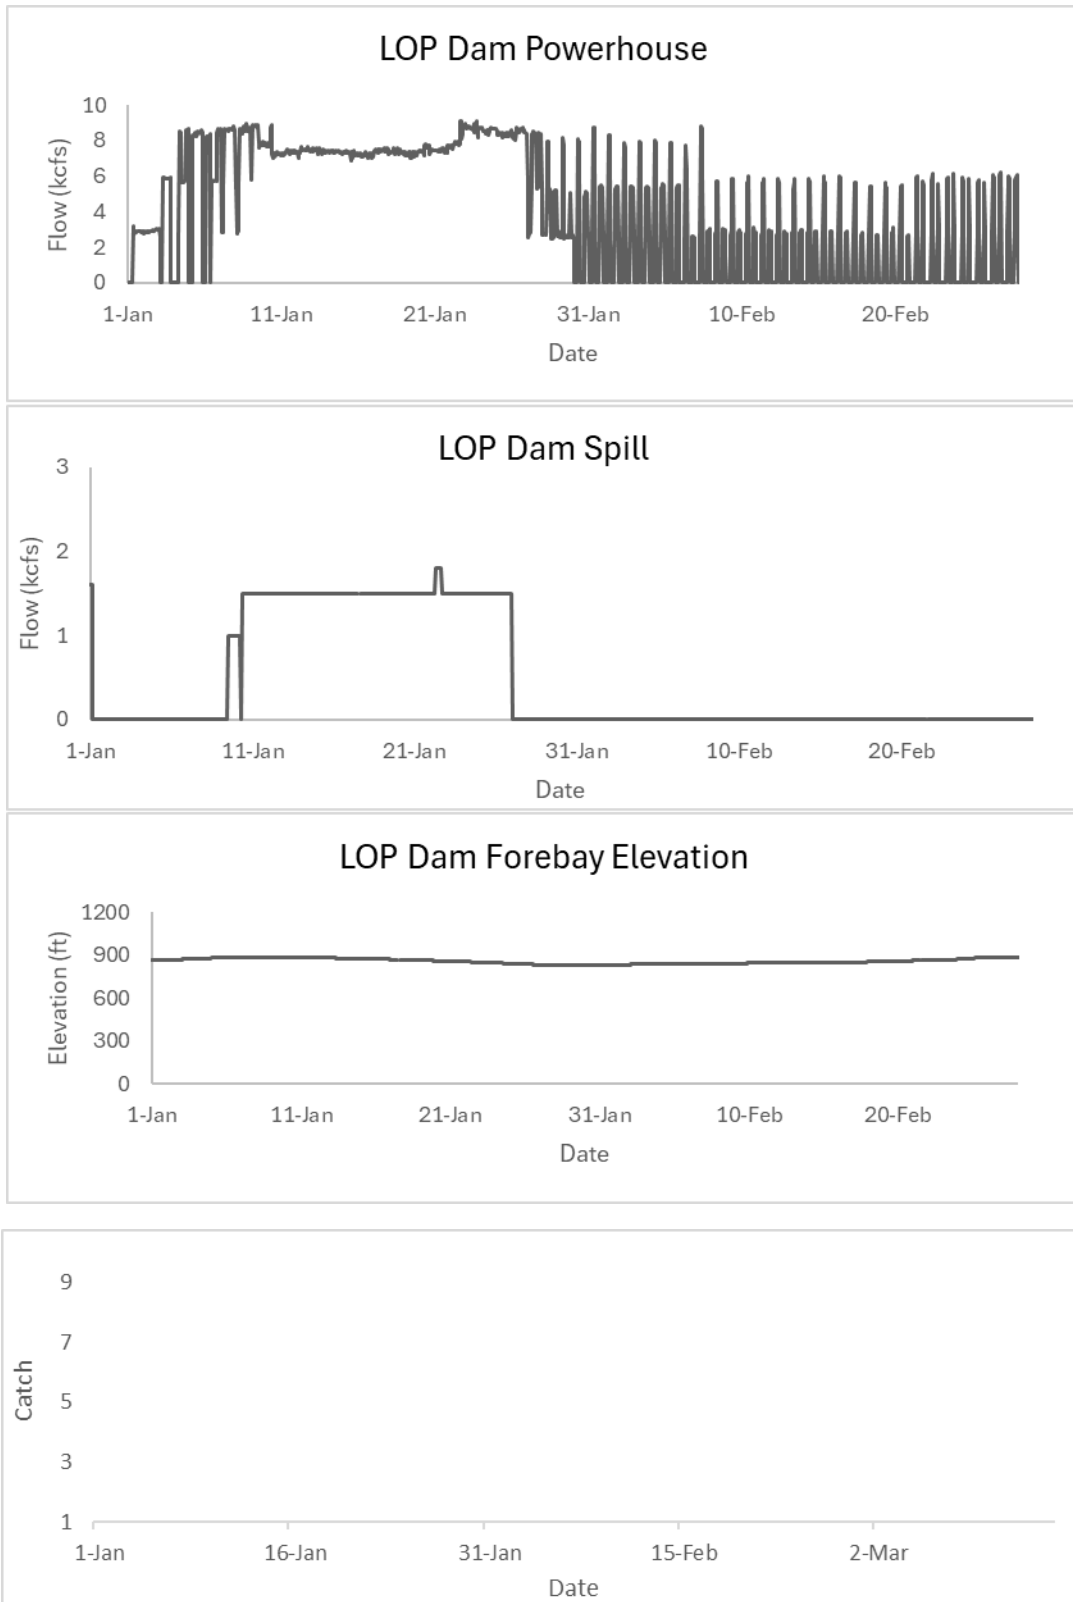 LOP Dam Powerhouse
Flow (kcfs)
10
8
6
4
2
0
1-Jan 11-Jan 21-Jan 31-Jan 10-Feb 20-Feb
Date
LOP Dam Spill
Flow (kcfs)
3
2
1
0
1-Jan 11-Jan 21-Jan 31-Jan 10-Feb 20-Feb
Date
LOP Dam Forebay Elevation
Elevation (ft)
1200
900
600
300
0
1-Jan 11-Jan 21-Jan 31-Jan 10-Feb 20-Feb
Date
Catch
9
7
5
3
1
1-Jan 16-Jan 31-Jan 15-Feb 2-Mar
Date